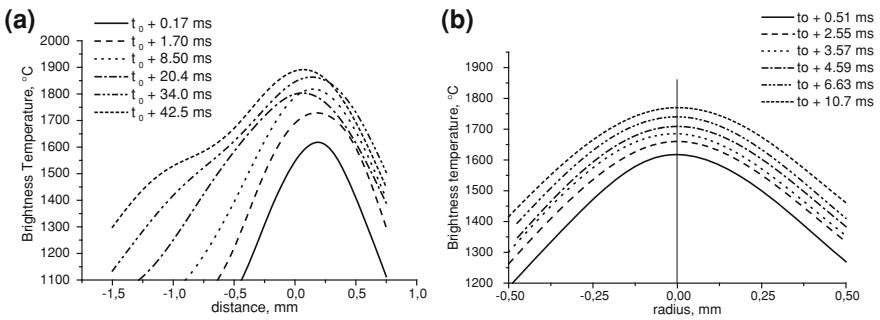 (a)
t0 + 0.17 ms
t0 + 1.70 ms
t0 + 8.50 ms
t0 + 20.4 ms
t0 + 34.0 ms
t0 + 42.5 ms
Brightness Temperature, °C
2000
1900
1800
1700
1600
1500
1400
1300
1200
1100
-1,5
-1,0
-0,5
0,0
0,5
1,0
distance, mm
(b)
to + 0.51 ms
to + 2.55 ms
to + 3.57 ms
to + 4.59 ms
to + 6.63 ms
to + 10.7 ms
Brightness temperature, °C
1900
1800
1700
1600
1500
1400
1300
1200
-0,50
-0,25
0,00
0,25
0,50
radius, mm